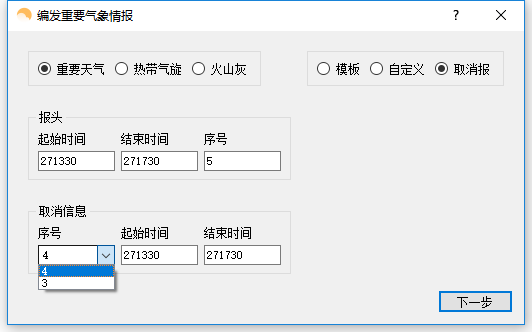 编发重要气象情报
重要天气 热带气旋 火山灰 模板 自定义 取消报
报头
起始时间 结束时间 序号
271330 271730 5
取消信息
序号 起始时间 结束时间
4 271330 271730
4
3
下一步